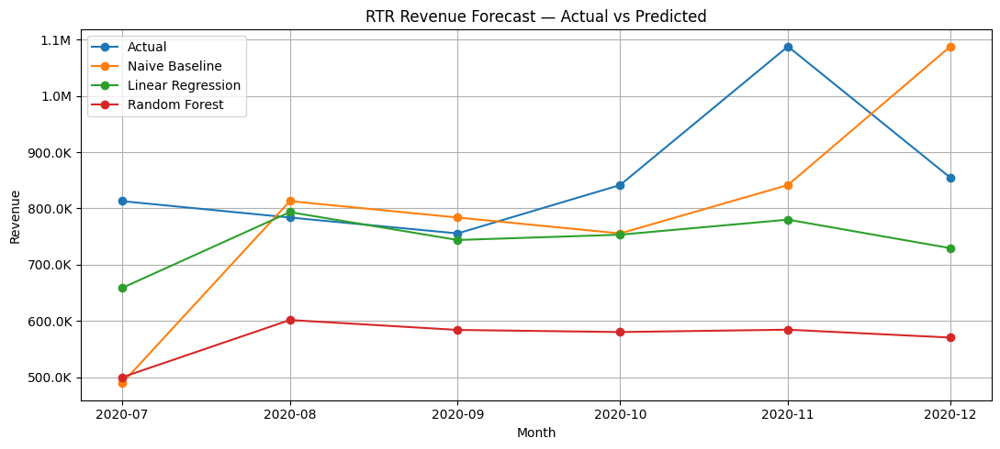 RTR Revenue Forecast — Actual vs Predicted
Actual
Naive Baseline
Linear Regression
Random Forest
Revenue
1.1M
1.0M
900.0K
800.0K
700.0K
600.0K
500.0K
2020-07 2020-08 2020-09 2020-10 2020-11 2020-12
Month